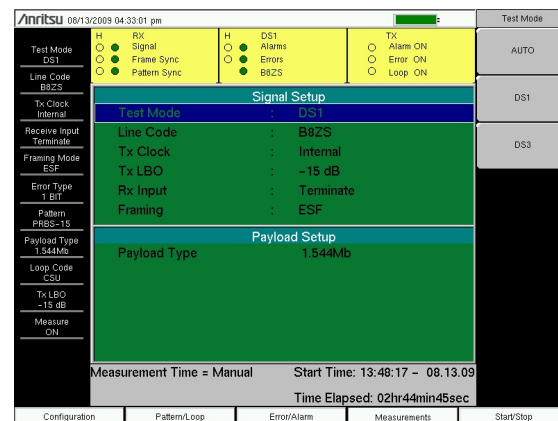 Anritsu 08/13/2009 04:33:01 pm
Test Mode
H RX
Signal
Frame Sync
Pattern Sync
H DS1
Alarms
Errors
B8ZS
TX
Alarm ON
Error ON
Loop ON
Test Mode
DS1
Line Code
B8ZS
Tx Clock
Internal
Receive Input
Terminate
Framing Mode
ESF
Error Type
1 BIT
Pattern
PRBS-15
Payload Type
1.544Mb
Loop Code
CSU
Tx LBO
-15 dB
Measure
ON
Signal Setup
Test Mode : DS1
Line Code : B8ZS
Tx Clock : Internal
Tx LBO : -15 dB
Rx Input : Terminate
Framing : ESF
Payload Setup
Payload Type 1.544Mb
Measurement Time = Manual Start Time: 13:48:17 - 08.13.09
Time Elapsed: 02hr44min45sec
AUTO
DS1
DS3
Configuration Pattern/Loop Error/Alarm Measurements Start/Stop